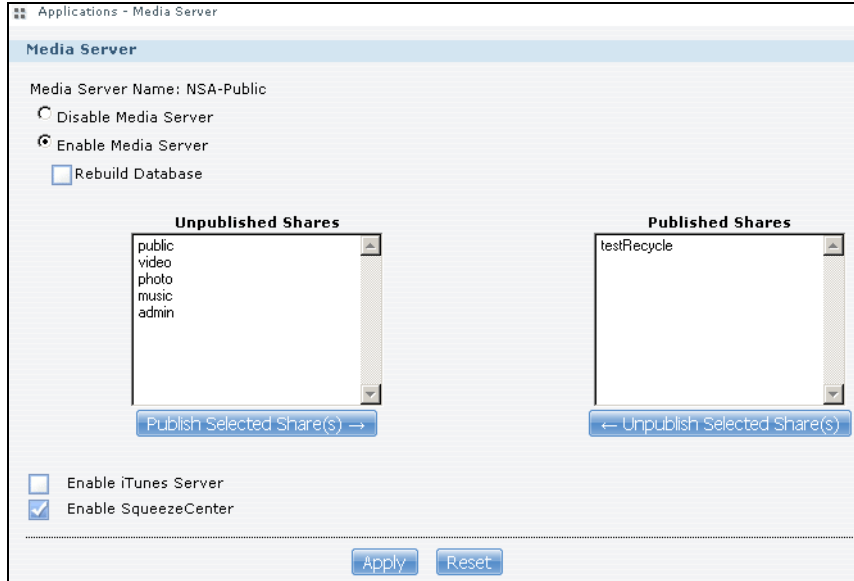 Applications - Media Server
Media Server
Media Server Name: NSA-Public
Disable Media Server
Enable Media Server
Rebuild Database
Unpublished Shares
public
video
photo
music
admin
Publish Selected Share(s) →
Published Shares
testRecycle
← Unpublish Selected Share(s)
Enable iTunes Server
Enable SqueezeCenter
Apply Reset